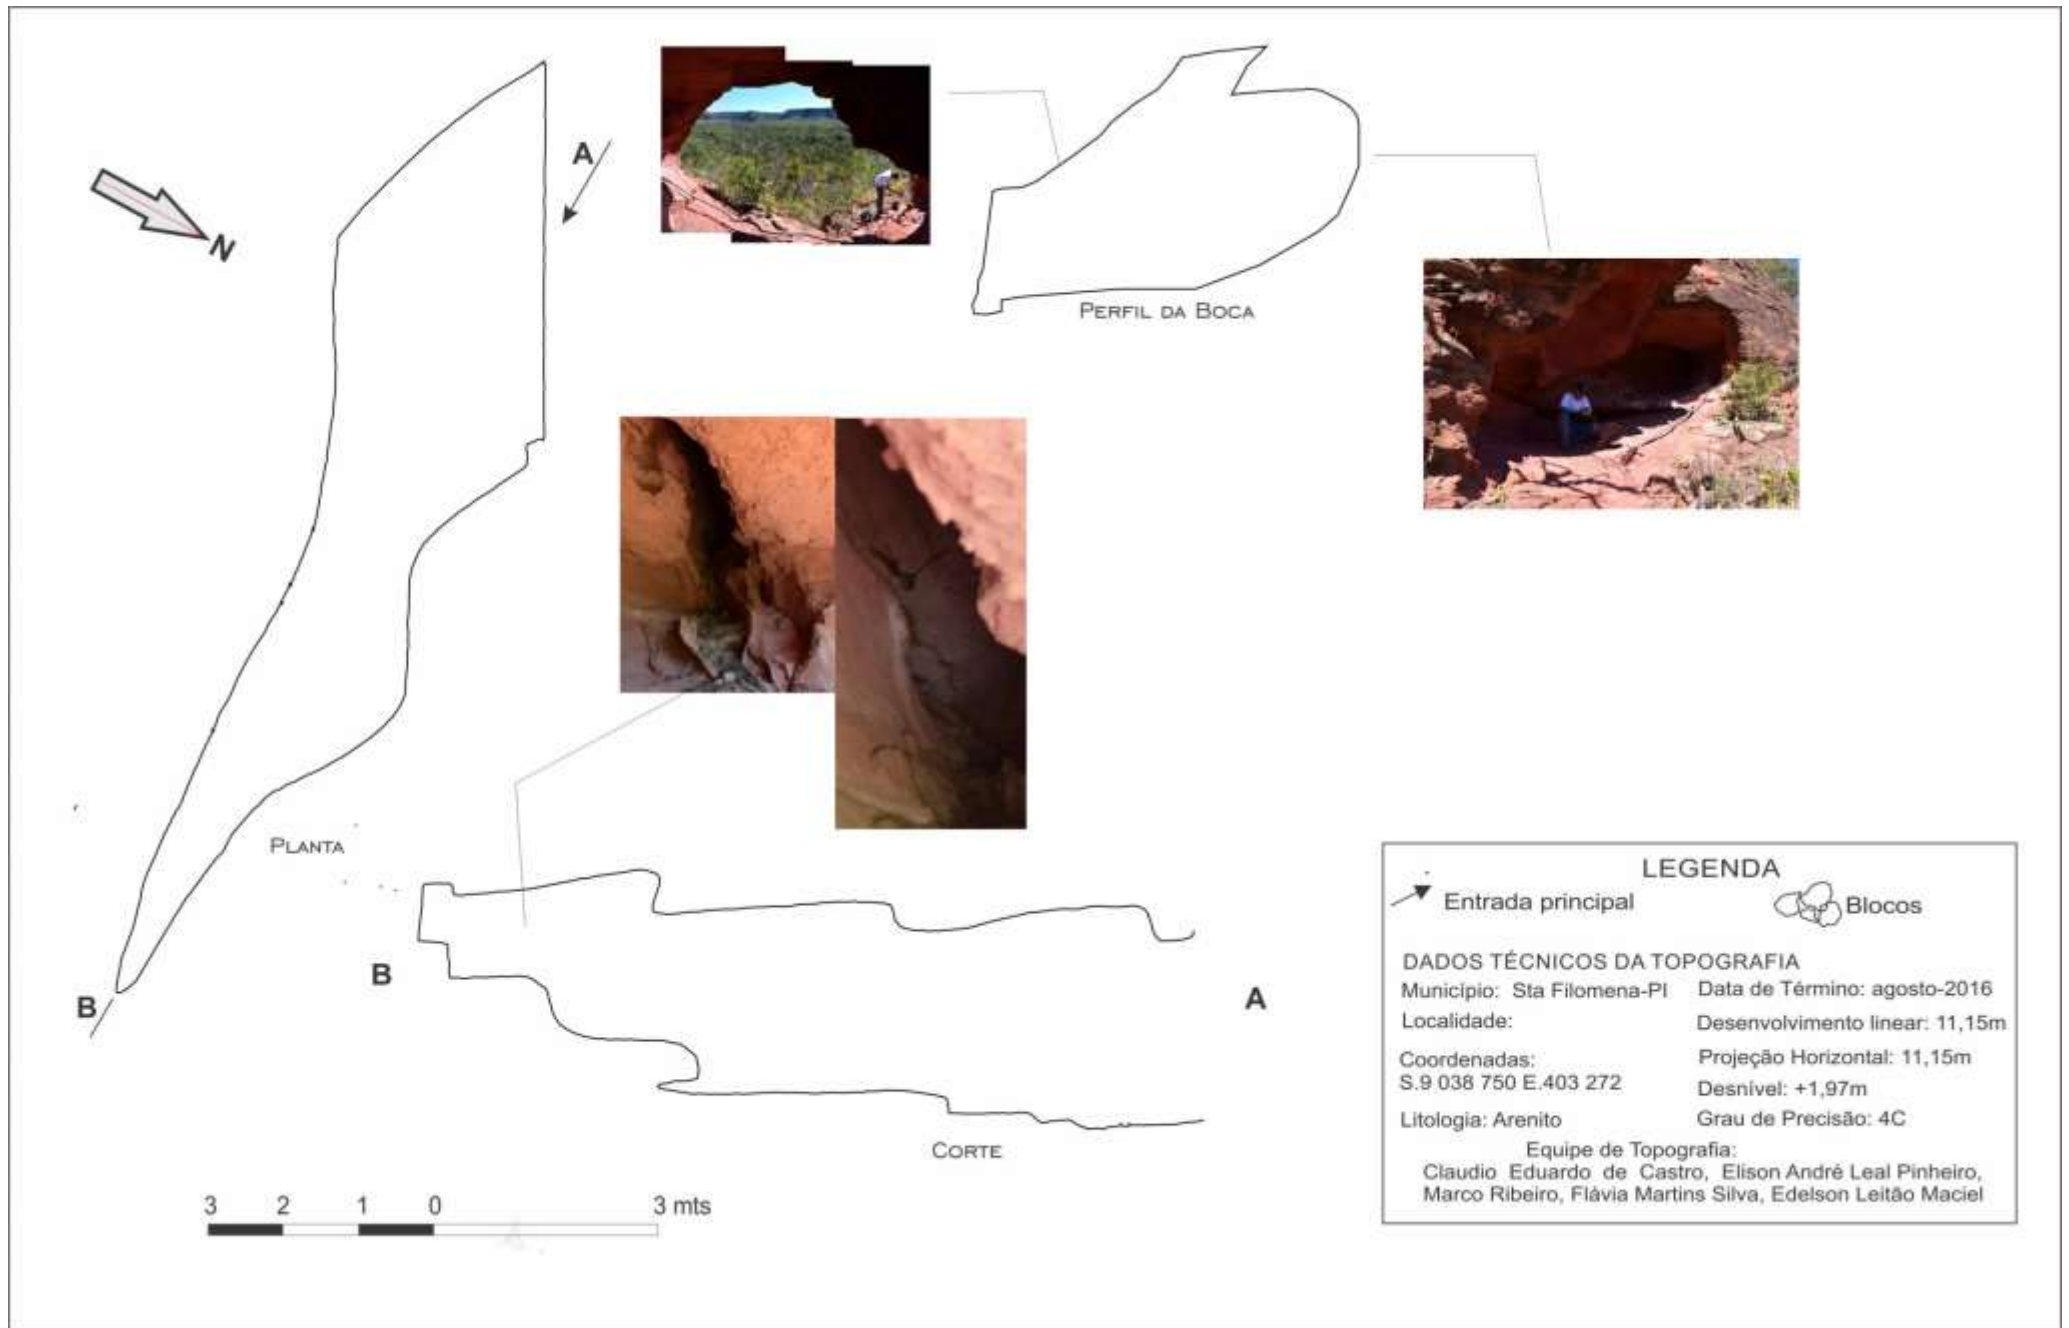 A
N
PERFIL DA BOCA
PLANTA
B
B
A
CORTE
3 2 1 0 3 mts
LEGENDA
Entrada principal
Blocos
DADOS TÉCNICOS DA TOPOGRAFIA
Município: Sta Filomena-PI
Data de Término: agosto-2016
Localidade:
Desenvolvimento linear: 11,15m
Coordenadas:
S.9 038 750 E.403 272
Projeção Horizontal: 11,15m
Desnível: +1,97m
Litologia: Arenito
Grau de Precisão: 4C
Equipe de Topografia:
Claudio Eduardo de Castro, Elison André Leal Pinheiro,
Marco Ribeiro, Flávia Martins Silva, Edelson Leitão Maciel